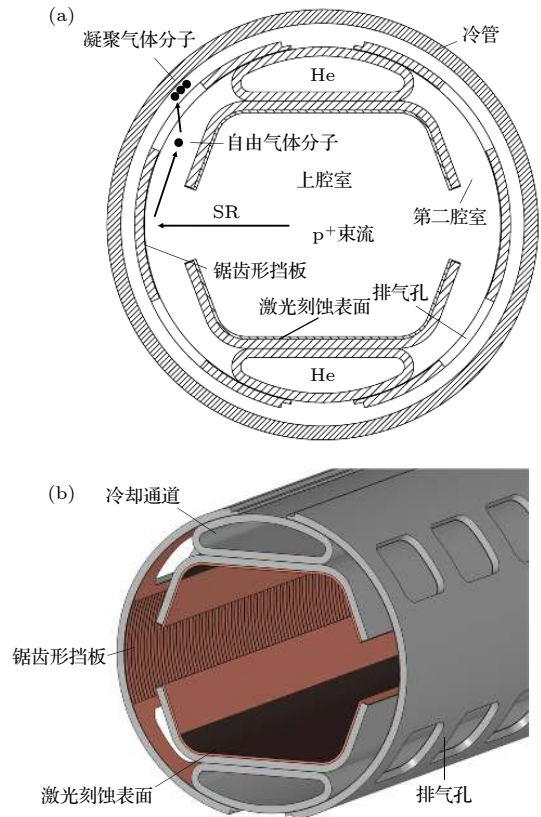 (a)
凝聚气体分子
冷管
He
自由气体分子
上腔室
第二腔室
SR
p⁺束流
锯齿形挡板
排气孔
激光刻蚀表面
He
(b)
冷却通道
锯齿形挡板
激光刻蚀表面
排气孔